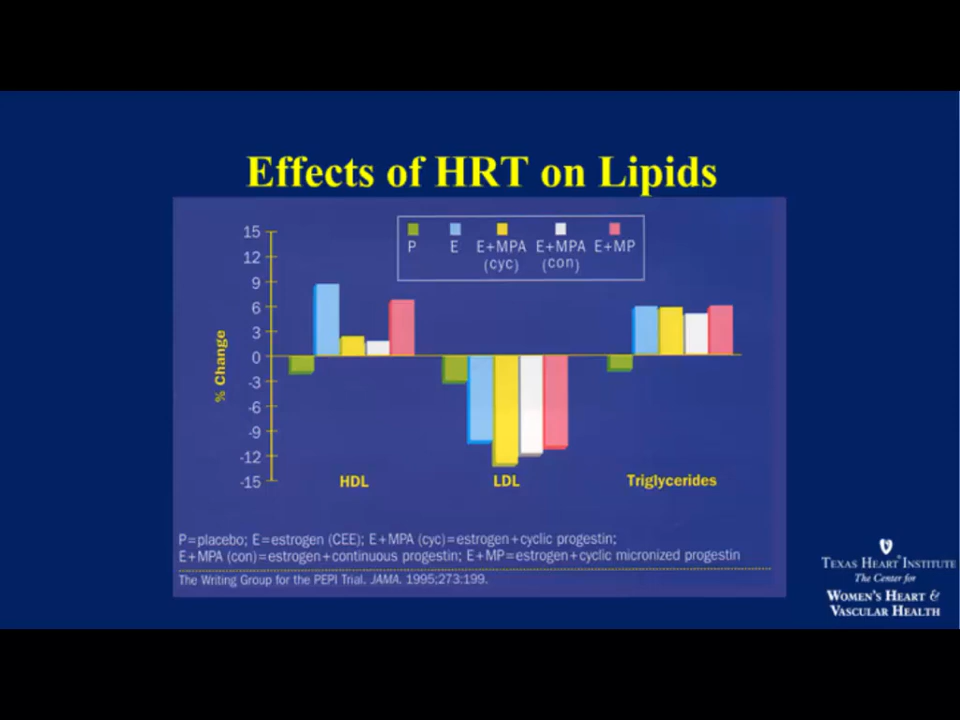 Effects of HRT on Lipids
P E E+MPA (cyc) E+MPA (con) E+MP
15
12
9
6
3
0
-3
-6
-9
-12
-15
% Change
HDL LDL Triglycerides
P=placebo; E=estrogen (CEE); E+MPA (cyc)=estrogen+cyclic progestin;
E+MPA (con)=estrogen+continuous progestin; E+MP=estrogen+cyclic micronized progestin
The Writing Group for the PEPI Trial. JAMA. 1995;273:199.
TEXAS HEART® INSTITUTE
The Center for
WOMEN'S HEART &
VASCULAR HEALTH